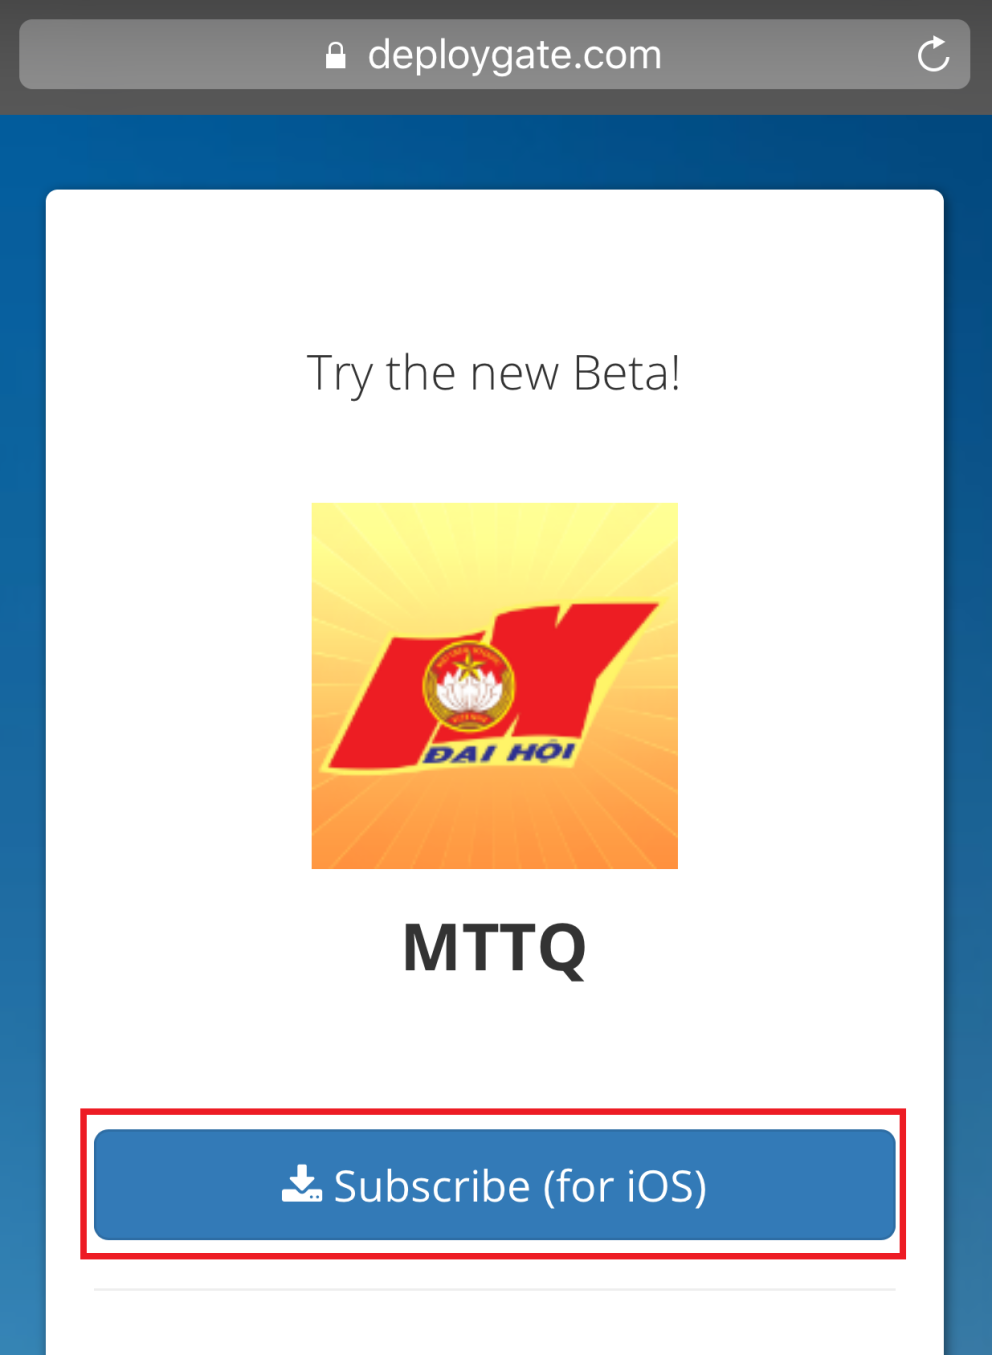 deploygate.com
Try the new Beta!
ĐẠI HỘI
MTTQ
Subscribe (for iOS)